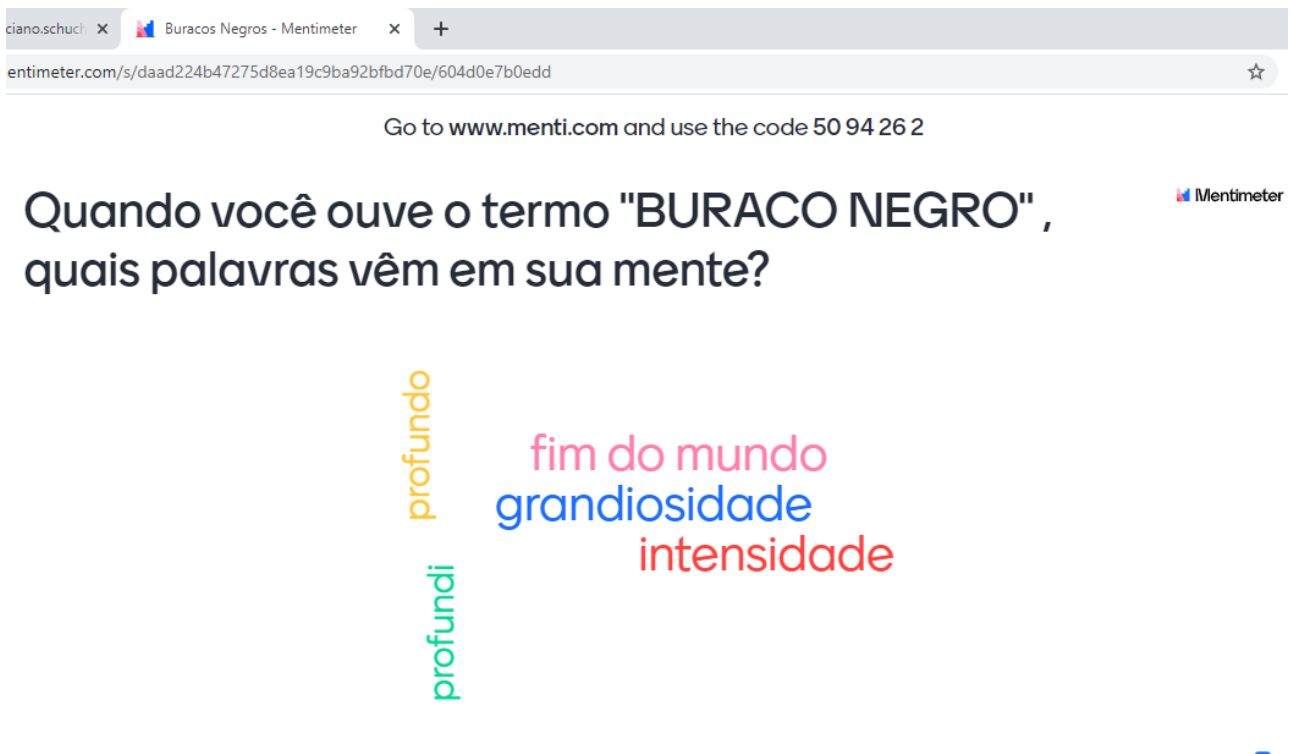 ciano.schuch
Buracos Negros - Mentimeter
entimeter.com/s/daad224b47275d8ea19c9ba92bfbd70e/604d0e7b0edd
Go to www.menti.com and use the code 50 94 26 2
Mentimeter
Quando você ouve o termo "BURACO NEGRO" ,
quais palavras vêm em sua mente?
profundo
fim do mundo
grandiosidade
intensidade
profundi